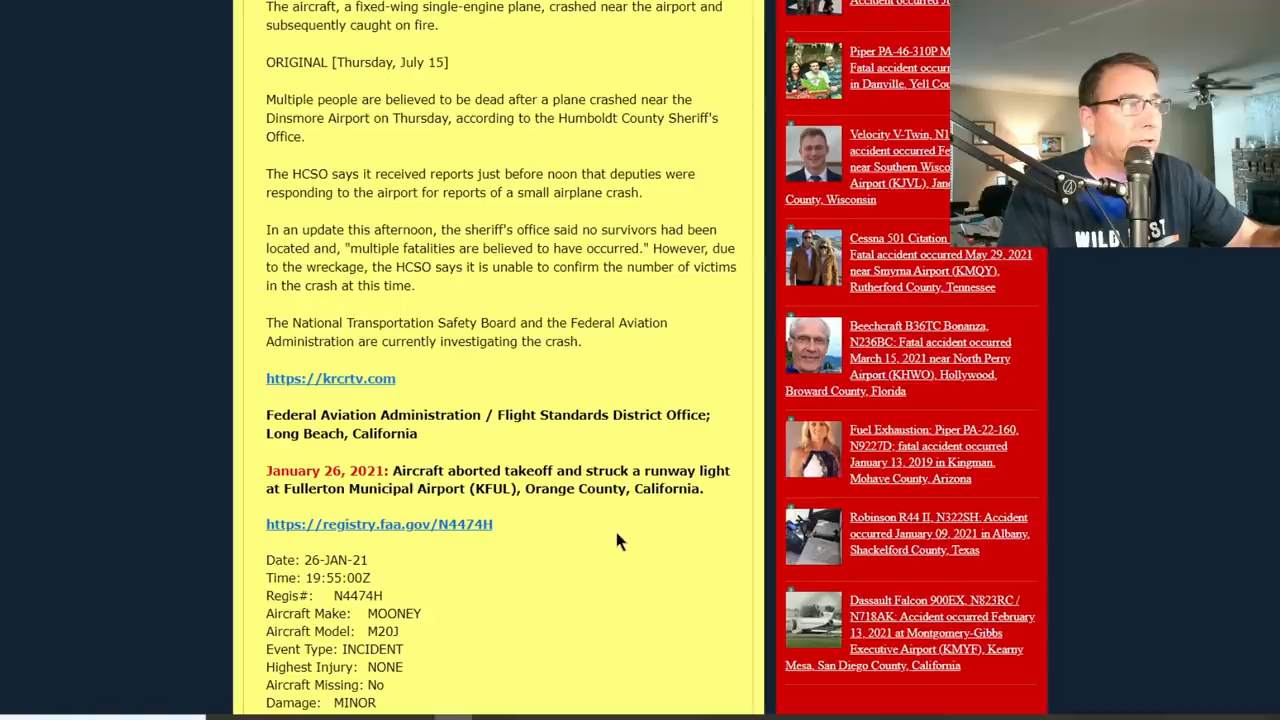 The aircraft, a fixed-wing single-engine plane, crashed near the airport and
subsequently caught on fire.
ORIGINAL [Thursday, July 15]
Multiple people are believed to be dead after a plane crashed near the
Dinsmore Airport on Thursday, according to the Humboldt County Sheriff's
Office.
The HCSO says it received reports just before noon that deputies were
responding to the airport for reports of a small airplane crash.
In an update this afternoon, the sheriff's office said no survivors had been
located and, "multiple fatalities are believed to have occurred." However, due
to the wreckage, the HCSO says it is unable to confirm the number of victims
in the crash at this time.
The National Transportation Safety Board and the Federal Aviation
Administration are currently investigating the crash.
https://krcrtv.com
Federal Aviation Administration / Flight Standards District Office;
Long Beach, California
January 26, 2021: Aircraft aborted takeoff and struck a runway light
at Fullerton Municipal Airport (KFUL), Orange County, California.
https://registry.faa.gov/N4474H
Date: 26-JAN-21
Time: 19:55:00Z
Regis#: N4474H
Aircraft Make: MOONEY
Aircraft Model: M20J
Event Type: INCIDENT
Highest Injury: NONE
Aircraft Missing: No
Damage: MINOR
Accident occurred
Piper PA-46-310P
Fatal accident
in Danville, Yell
Velocity V-Twin,
accident occurred
near Southern
Airport (KJVL),
County, Wisconsin
Cessna 501 Citation
Fatal accident occurred May 29, 2021
near Smyrna Airport (KMQY),
Rutherford County, Tennessee
Beechcraft B36TC Bonanza,
N236BC: Fatal accident occurred
March 15, 2021 near North Perry
Airport (KHWO), Hollywood,
Broward County, Florida
Fuel Exhaustion: Piper PA-22-160,
N9227D; fatal accident occurred
January 13, 2019 in Kingman,
Mohave County, Arizona
Robinson R44 II, N322SH: Accident
occurred January 09, 2021 in Albany,
Shackelford County, Texas
Dassault Falcon 900EX, N823RC /
N718AK: Accident occurred February
13, 2021 at Montgomery-Gibbs
Executive Airport (KMYF), Kearny
Mesa, San Diego County, California